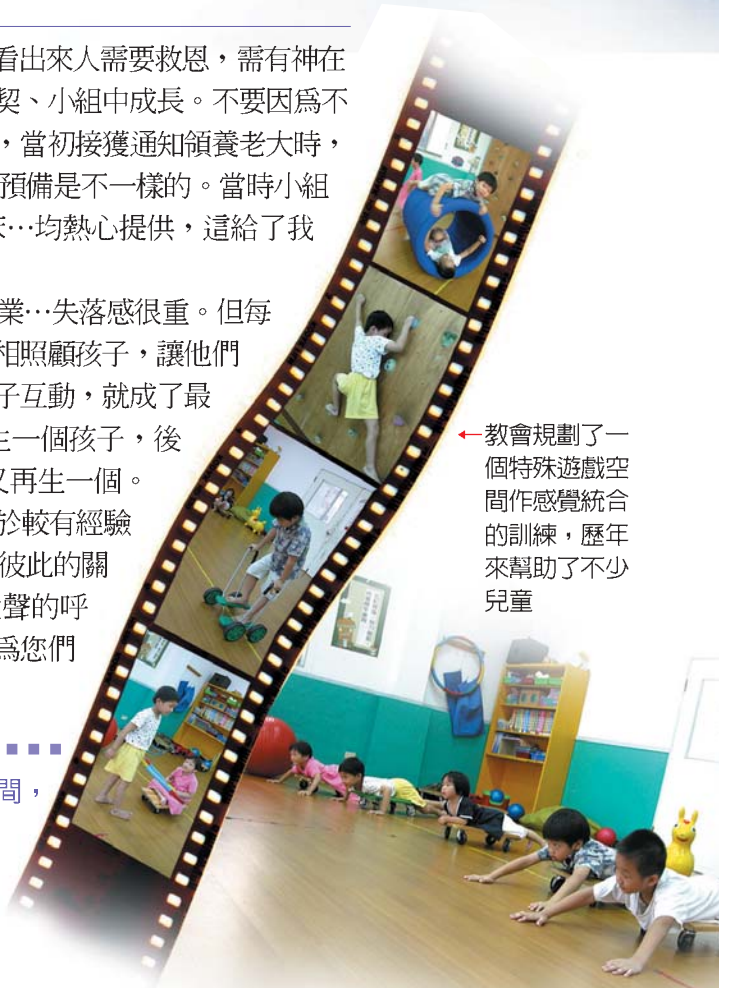 看出來人需要救恩，需有神在
契、小組中成長。不要因爲不
，當初接獲通知領養老大時，
預備是不一樣的。當時小組
…均熱心提供，這給了我
業…失落感很重。但每
相照顧孩子，讓他們
子互動，就成了最
生一個孩子，後
又再生一個。
於較有經驗
彼此的關
聲的呼
爲您們
間，
←教會規劃了一
個特殊遊戲空
間作感覺統合
的訓練，歷年
來幫助了不少
兒童